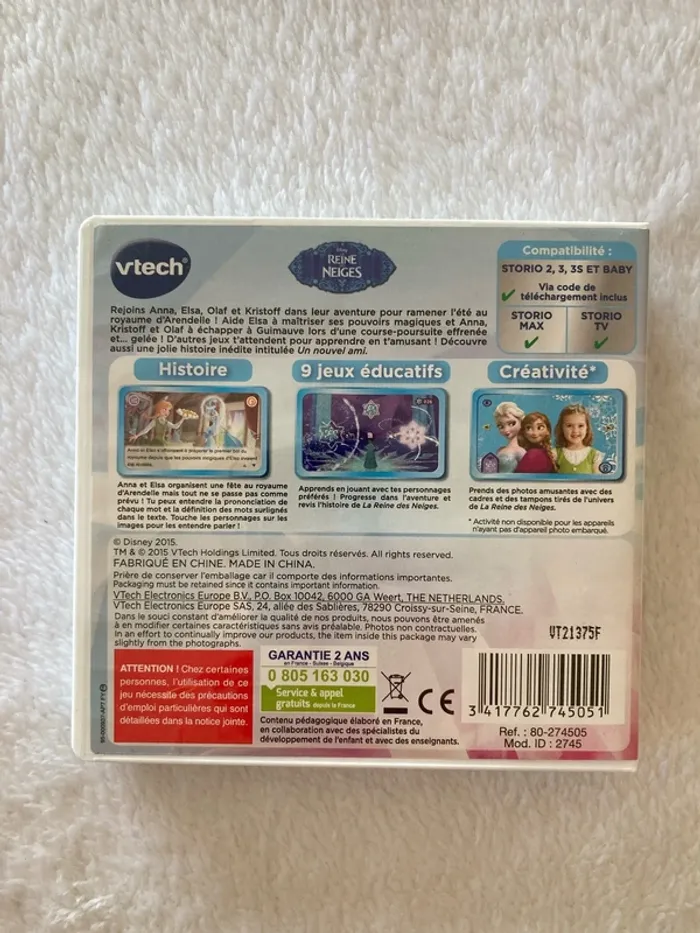 vtech
Disney
REINE
DES
NEIGES
Compatibilité :
STORIO 2, 3, 3S ET BABY
Via code de
téléchargement inclus
STORIO
MAX
STORIO
TV
Rejoins Anna, Elsa, Olaf et Kristoff dans leur aventure pour ramener l'été au
royaume d'Arendelle ! Aide Elsa à maîtriser ses pouvoirs magiques et Anna,
Kristoff et Olaf à échapper à Guimauve lors d'une course-poursuite effrenée
et... gelée ! D'autres jeux t'attendent pour apprendre en t'amusant ! Découvre
aussi une jolie histoire inédite intitulée Un nouvel ami.
Histoire
9 jeux éducatifs
Créativité*
Anna et Elsa organisent une fête au royaume
d'Arendelle mais tout ne se passe pas comme
prévu ! Tu peux entendre la prononciation de
chaque mot et la définition des mots surlignés
dans le texte. Touche les personnages sur les
images pour les entendre parler !
Apprends en jouant avec tes personnages
préférés ! Progresse dans l'aventure et
revis l'histoire de La Reine des Neiges.
Prends des photos amusantes avec des
cadres et des tampons tirés de l'univers
de La Reine des Neiges.
* Activité non disponible pour les appareils
n'ayant pas d'appareil photo embarqué.
© Disney 2015.
TM & © 2015 VTech Holdings Limited. Tous droits réservés. All rights reserved.
FABRIQUÉ EN CHINE. MADE IN CHINA.
Prière de conserver l'emballage car il comporte des informations importantes.
Packaging must be retained since it contains important information.
VTech Electronics Europe B.V., P.O. Box 10042, 6000 GA Weert, THE NETHERLANDS.
VTech Electronics Europe SAS, 24, allée des Sablières, 78290 Croissy-sur-Seine, FRANCE.
Dans le souci constant d'améliorer la qualité de nos produits, nous pouvons être amenés
à en modifier certaines caractéristiques sans avis préalable. Photos non contractuelles.
In an effort to continually improve our products, the item inside this package may vary
slightly from the photographs.
VT21375F
ATTENTION ! Chez certaines
personnes, l'utilisation de ce
jeu nécessite des précautions
d'emploi particulières qui sont
détaillées dans la notice jointe.
GARANTIE 2 ANS
en France - Suisse - Belgique
0 805 163 030
Service & appel
gratuits depuis la France
CE
Contenu pédagogique élaboré en France,
en collaboration avec des spécialistes du
développement de l'enfant et avec des enseignants.
3 417762 745051
Ref. : 80-274505
Mod. ID : 2745